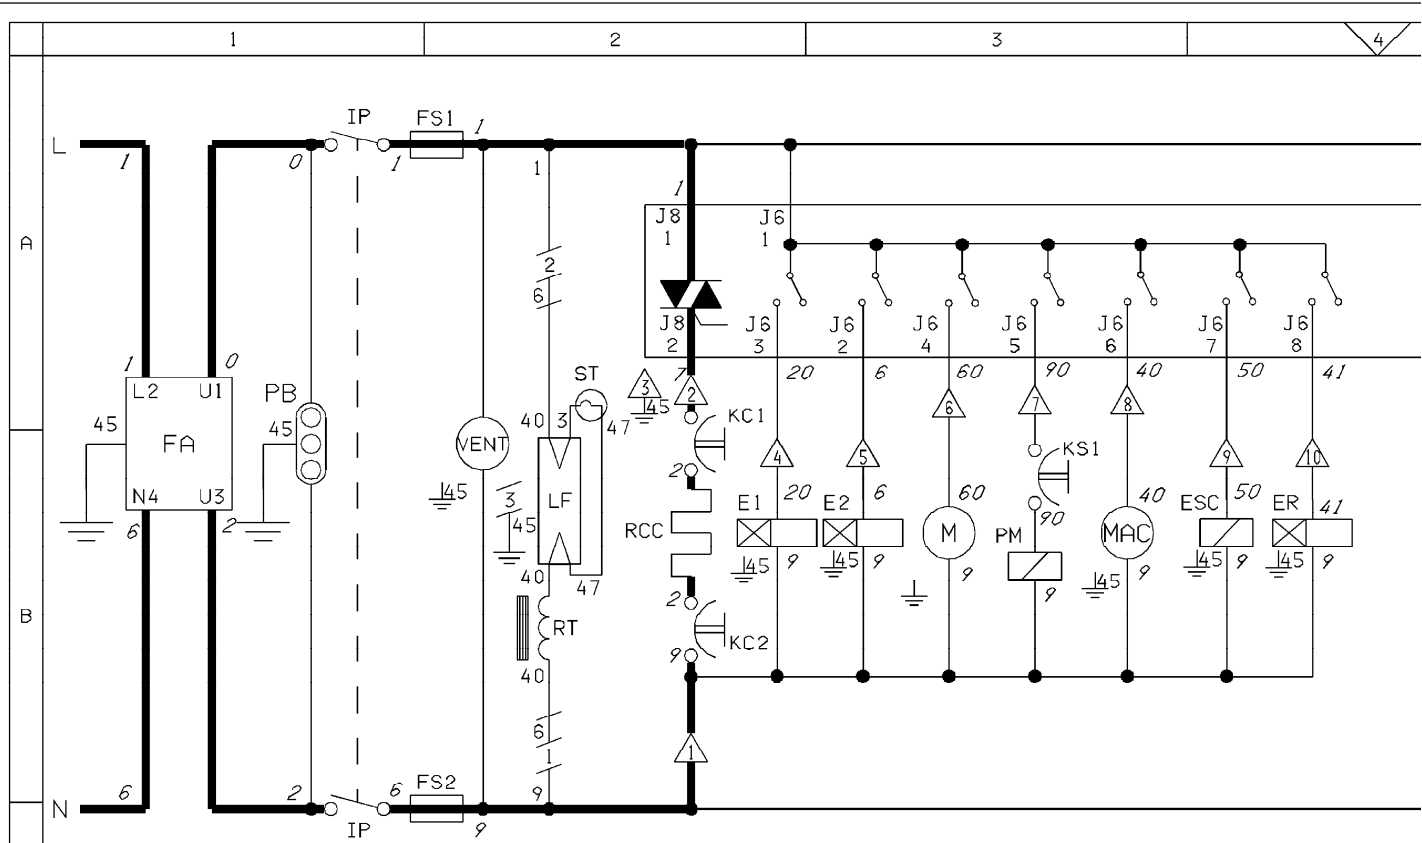 1 2 3 4
IP FS1 1
L 1 0 1 1
1
A
J8 J6
1 1
2
6
J8 J6 J6 J6 J6 J6 J6 J6
2 3 2 4 5 6 7 8
1 0 7 20 6 60 90 40 50 41
L2 U1 PB ST
3 45 2 6 7 8
45 FA 45 40 3 47 KC1
VENT
4 5 KS1 9 10
N4 U3 2
45 3 LF 20 6 60 40 50 41
6 2 45 RCC E1 E2 M 90 PM MAC ESC ER
45 9 45 9 9 9 45 9 45 9 45 9
40 47
B
2
RT KC2
40 9
6
1 1
N 6 2 6 FS2 9
IP 9